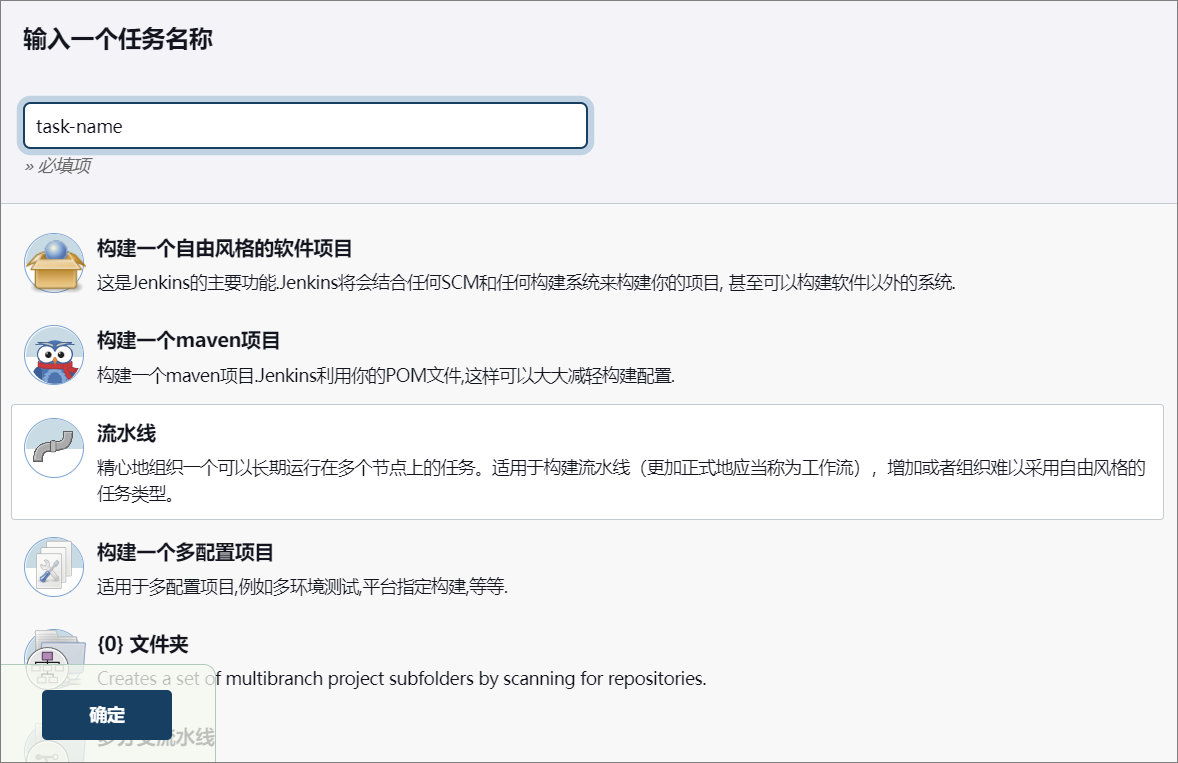 输入一个任务名称
task-name
» 必填项
构建一个自由风格的软件项目
这是Jenkins的主要功能.Jenkins将会结合任何SCM和任何构建系统来构建你的项目, 甚至可以构建软件以外的系统.
构建一个maven项目
构建一个maven项目.Jenkins利用你的POM文件,这样可以大大减轻构建配置.
流水线
精心地组织一个可以长期运行在多个节点上的任务。适用于构建流水线（更加正式地应当称为工作流），增加或者组织难以采用自由风格的
任务类型。
构建一个多配置项目
适用于多配置项目,例如多环境测试,平台指定构建,等等.
{0} 文件夹
Creates a set of multibranch project subfolders by scanning for repositories.
确定
多分支流水线